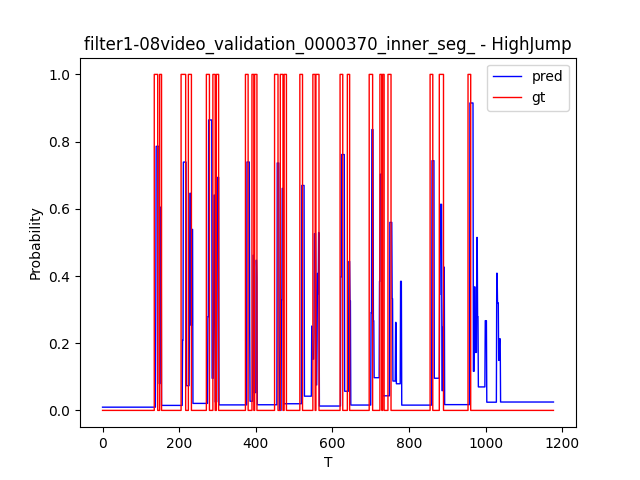 filter1-08video_validation_0000370_inner_seg_ - HighJump
pred
gt
Probability
1.0
0.8
0.6
0.4
0.2
0.0
0 200 400 600 800 1000 1200
T